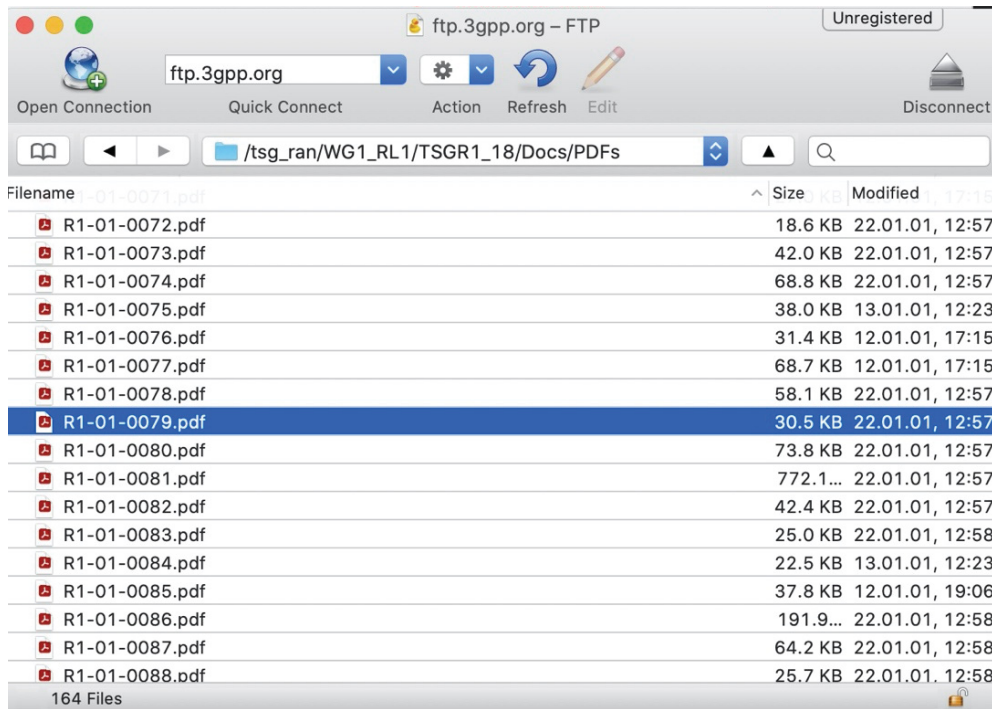 ftp.3gpp.org – FTP
Unregistered
ftp.3gpp.org
Open Connection Quick Connect Action Refresh Edit Disconnect
/tsg_ran/WG1_RL1/TSGR1_18/Docs/PDFs
Filename Size Modified
R1-01-0072.pdf 18.6 KB 22.01.01, 12:57
R1-01-0073.pdf 42.0 KB 22.01.01, 12:57
R1-01-0074.pdf 68.8 KB 22.01.01, 12:57
R1-01-0075.pdf 38.0 KB 13.01.01, 12:23
R1-01-0076.pdf 31.4 KB 12.01.01, 17:15
R1-01-0077.pdf 68.7 KB 12.01.01, 17:15
R1-01-0078.pdf 58.1 KB 22.01.01, 12:57
R1-01-0079.pdf 30.5 KB 22.01.01, 12:57
R1-01-0080.pdf 73.8 KB 22.01.01, 12:57
R1-01-0081.pdf 772.1... 22.01.01, 12:57
R1-01-0082.pdf 42.4 KB 22.01.01, 12:57
R1-01-0083.pdf 25.0 KB 22.01.01, 12:58
R1-01-0084.pdf 22.5 KB 13.01.01, 12:23
R1-01-0085.pdf 37.8 KB 12.01.01, 19:06
R1-01-0086.pdf 191.9... 22.01.01, 12:58
R1-01-0087.pdf 64.2 KB 22.01.01, 12:58
R1-01-0088.pdf 25.7 KB 22.01.01, 12:58
164 Files